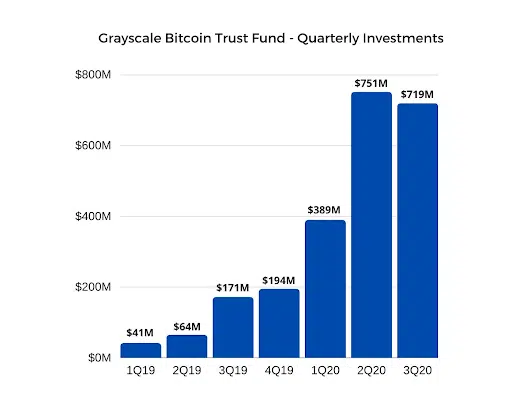 Grayscale Bitcoin Trust Fund - Quarterly Investments
$800M
$751M
$719M
$600M
$400M
$389M
$200M
$194M
$171M
$64M
$41M
$0M
1Q19 2Q19 3Q19 4Q19 1Q20 2Q20 3Q20